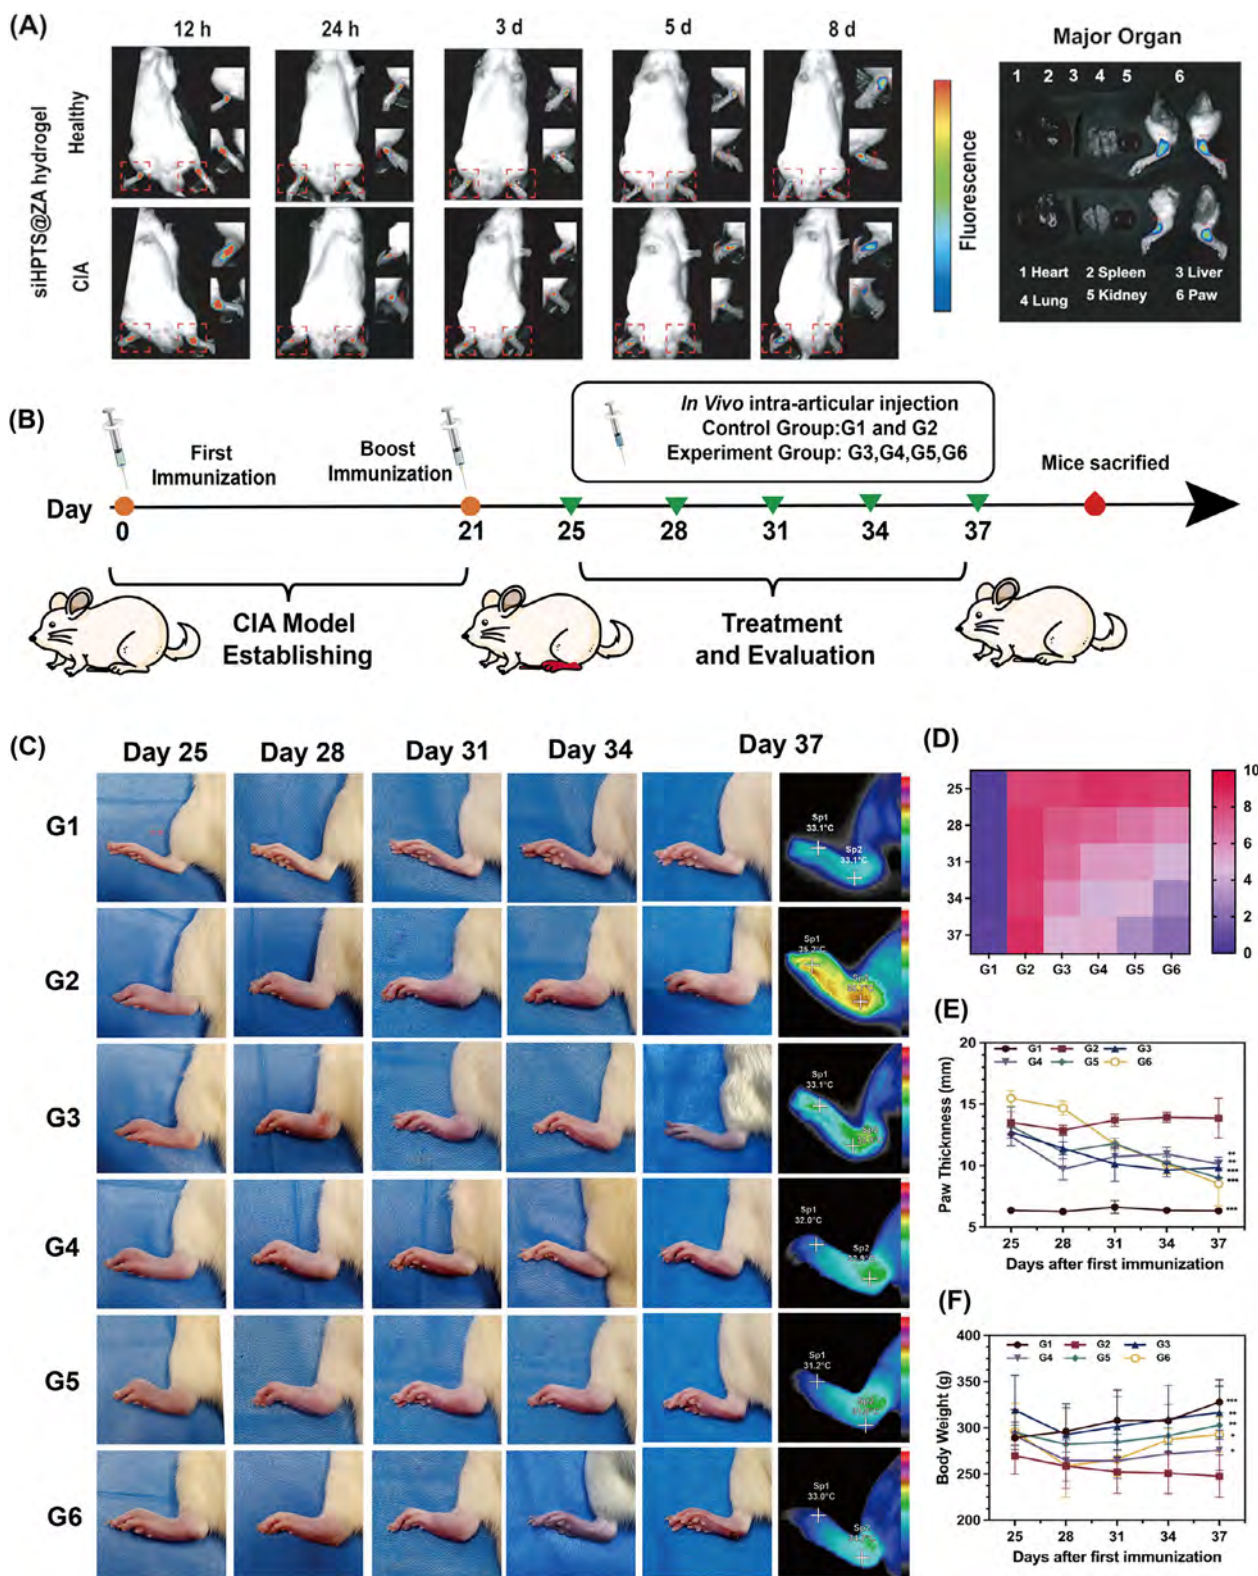 (A)
12 h
24 h
3 d
5 d
8 d
siHPTS@ZA hydrogel
Healthy
CIA
Fluorescence
Major Organ
1 2 3 4 5 6
1 Heart 2 Spleen 3 Liver
4 Lung 5 Kidney 6 Paw
(B)
First
Immunization
Boost
Immunization
In Vivo intra-articular injection
Control Group:G1 and G2
Experiment Group: G3,G4,G5,G6
Mice sacrified
Day
0
21
25
28
31
34
37
CIA Model
Establishing
Treatment
and Evaluation
(C)
Day 25
Day 28
Day 31
Day 34
Day 37
G1
Sp1
33.1°C
Sp2
33.1°C
G2
Sp1
G3
Sp1
33.1°C
G4
Sp1
32.0°C
Sp2
G5
Sp1
31.2°C
G6
Sp1
33.0°C
Sp2
(D)
25
28
31
34
37
G1 G2 G3 G4 G5 G6
10
8
6
4
2
0
(E)
G1 G2 G3
G4 G5 G6
Paw Thicknness (mm)
20
15
10
5
**
**
***
***
***
25 28 31 34 37
Days after first immunization
(F)
G1 G2 G3
G4 G5 G6
Body Weight (g)
400
350
300
250
200
***
**
**
*
*
25 28 31 34 37
Days after first immunization